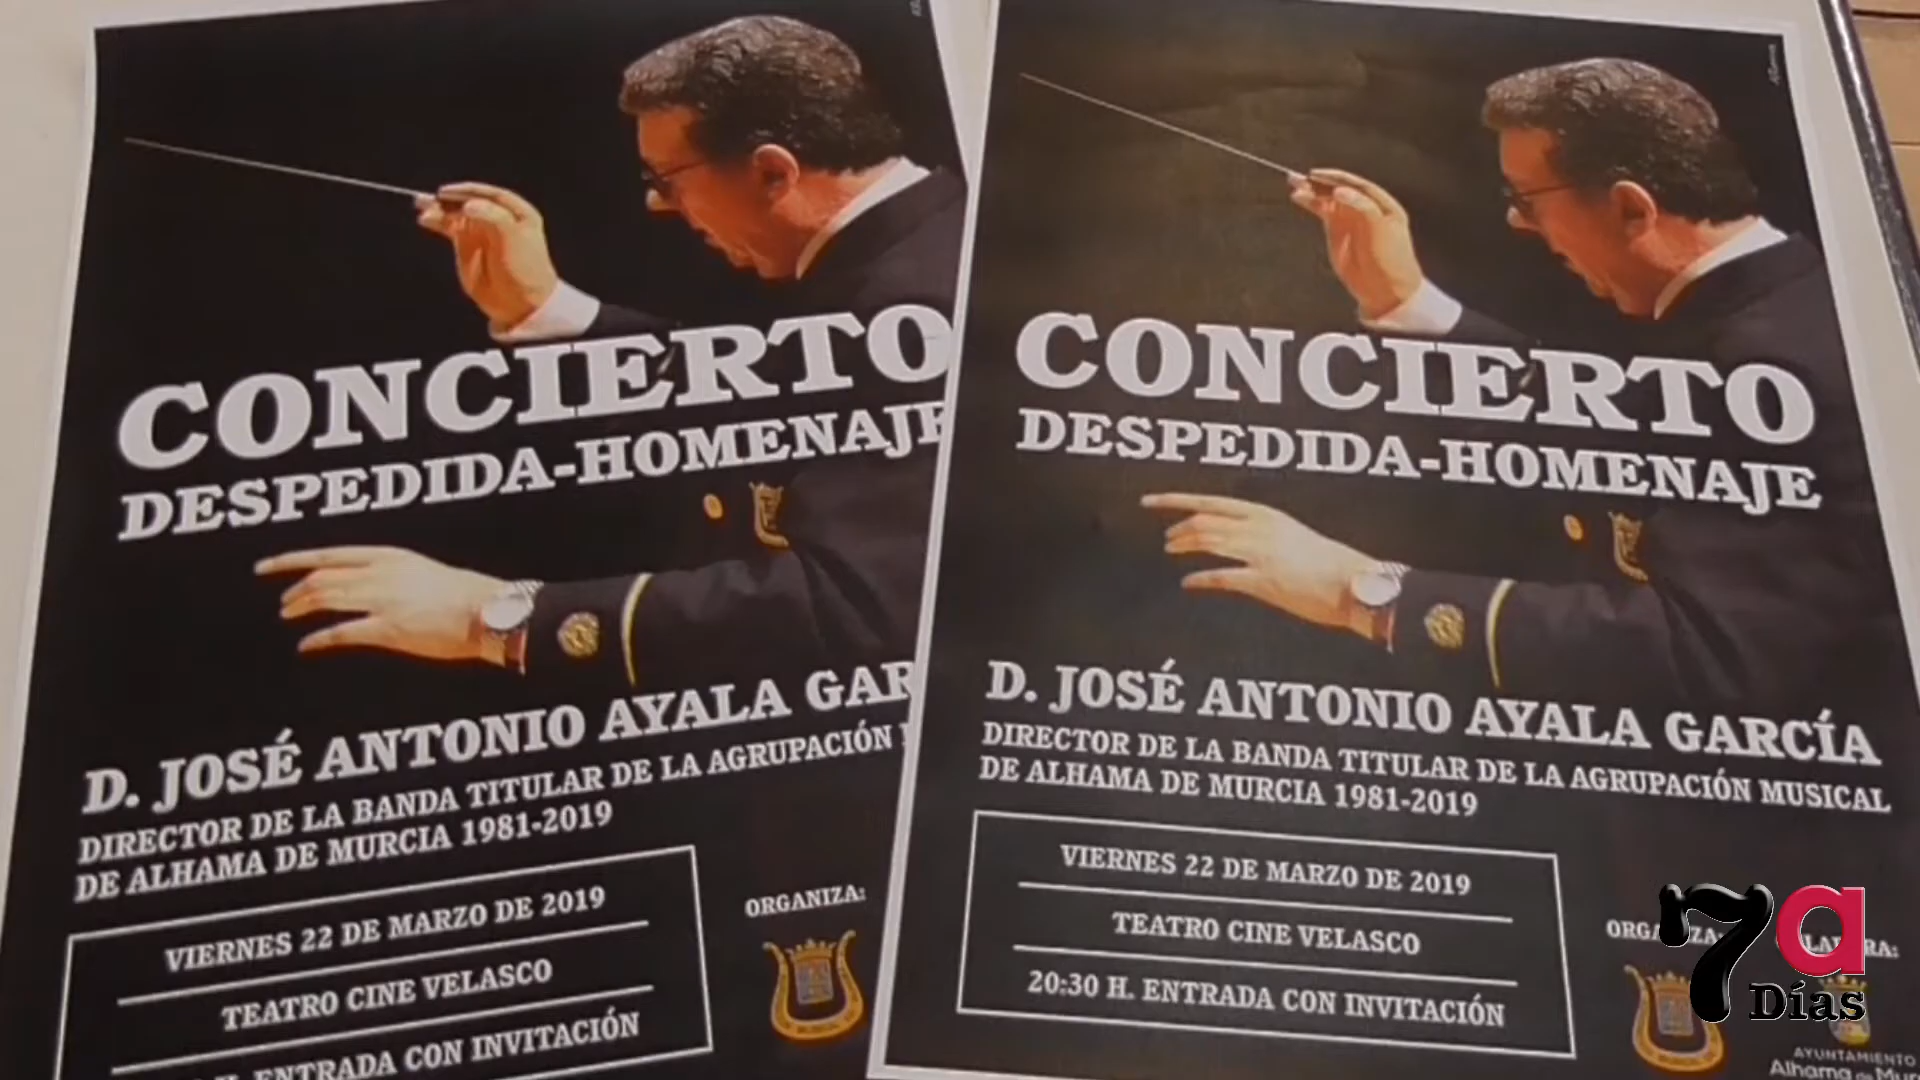 CONCIERTO
DESPEDIDA-HOMENAJE
D. JOSÉ ANTONIO AYALA GAR
DIRECTOR DE LA BANDA TITULAR DE LA AGRUPACIÓN
DE ALHAMA DE MURCIA 1981-2019
VIERNES 22 DE MARZO DE 2019
TEATRO CINE VELASCO
H. ENTRADA CON INVITACIÓN
ORGANIZA:
CONCIERTO
DESPEDIDA-HOMENAJE
D. JOSÉ ANTONIO AYALA GARCÍA
DIRECTOR DE LA BANDA TITULAR DE LA AGRUPACIÓN MUSICAL
DE ALHAMA DE MURCIA 1981-2019
VIERNES 22 DE MARZO DE 2019
TEATRO CINE VELASCO
20:30 H. ENTRADA CON INVITACIÓN
7a
Días
AYUNTAMIENTO
Alhama de Mur